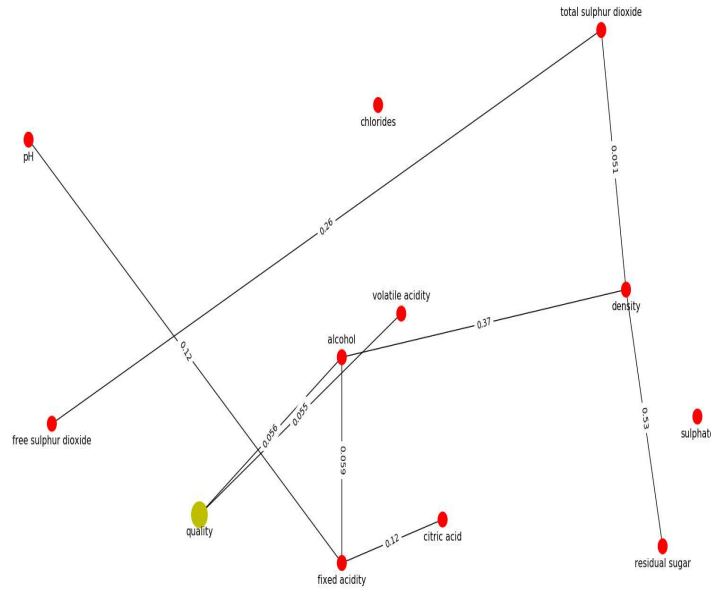 total sulphur dioxide
chlorides
pH
0.051
0.26
volatile acidity
density
0.37
alcohol
0.12
0.055
0.056
0.53
sulphat
free sulphur dioxide
0.059
quality
citric acid
0.12
residual sugar
fixed acidity